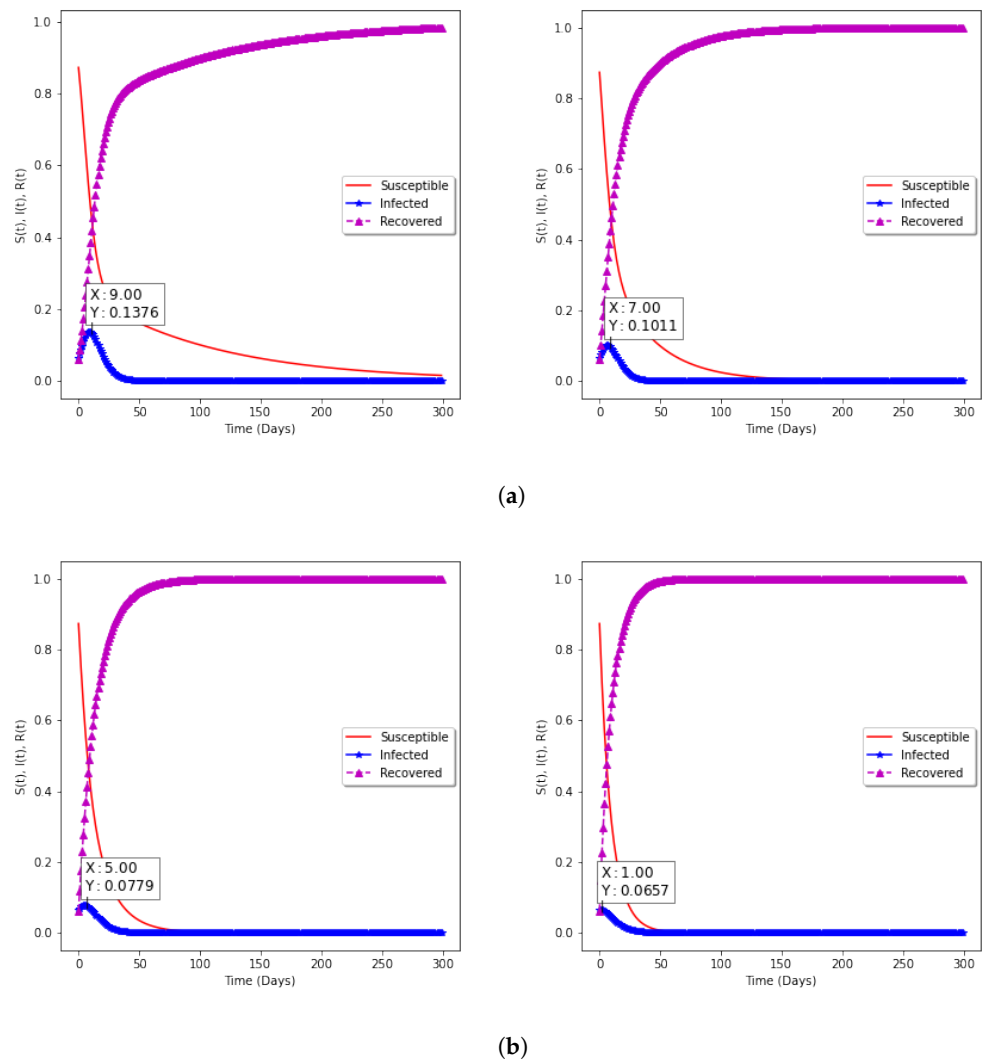 1.0
0.8
0.6
0.4
0.2
0.0
S(t), I(t), R(t)
Susceptible
Infected
Recovered
X : 9.00
Y : 0.1376
0 50 100 150 200 250 300
Time (Days)
1.0
0.8
0.6
0.4
0.2
0.0
S(t), I(t), R(t)
Susceptible
Infected
Recovered
X : 7.00
Y : 0.1011
0 50 100 150 200 250 300
Time (Days)
(a)
1.0
0.8
0.6
0.4
0.2
0.0
S(t), I(t), R(t)
Susceptible
Infected
Recovered
X : 5.00
Y : 0.0779
0 50 100 150 200 250 300
Time (Days)
1.0
0.8
0.6
0.4
0.2
0.0
S(t), I(t), R(t)
Susceptible
Infected
Recovered
X : 1.00
Y : 0.0657
0 50 100 150 200 250 300
Time (Days)
(b)